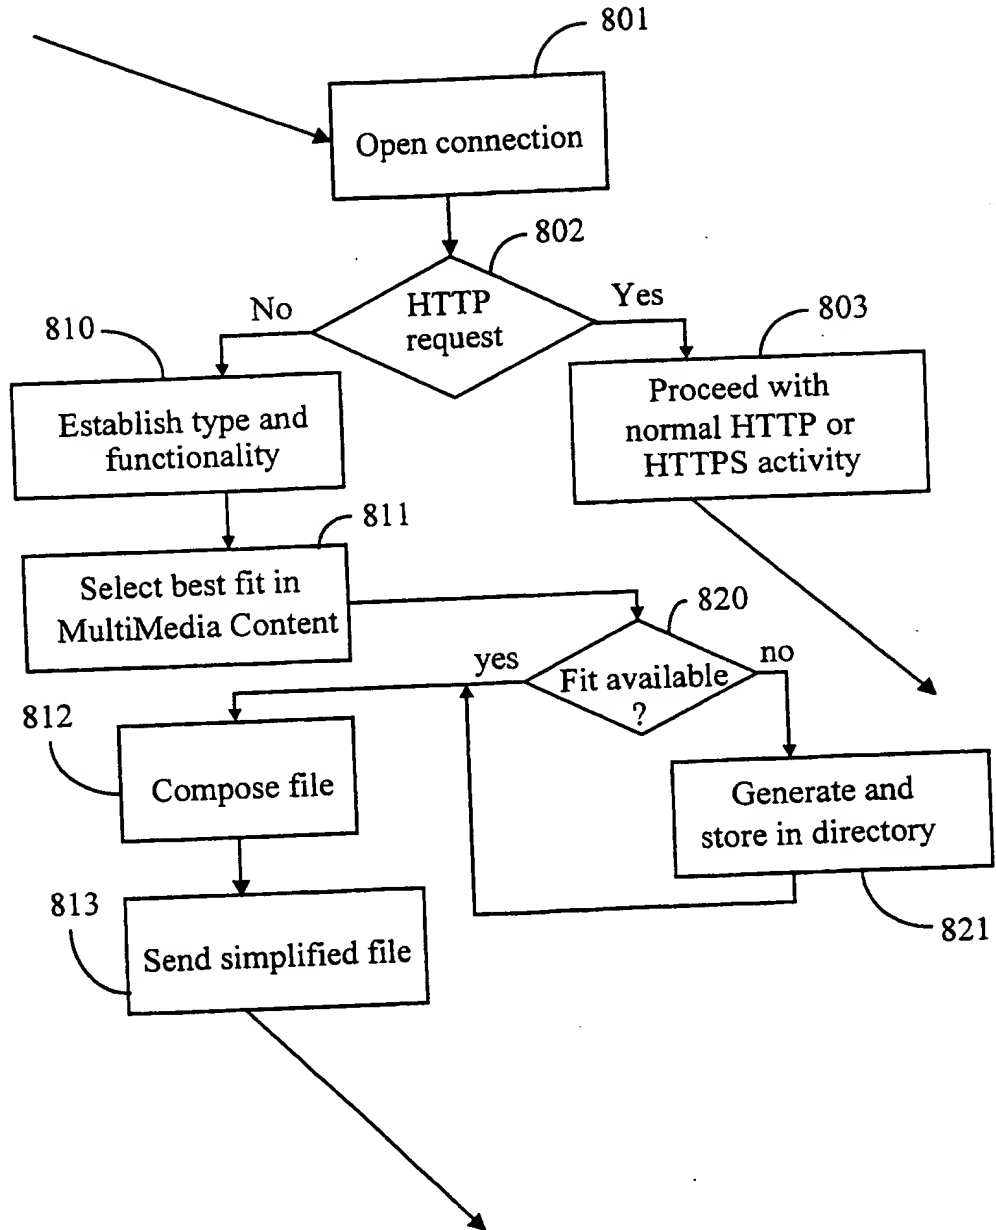 801
Open connection
802
HTTP
request
No
Yes
810
803
Establish type and
functionality
Proceed with
normal HTTP or
HTTPS activity
811
Select best fit in
MultiMedia Content
820
yes
no
Fit available
?
812
Compose file
Generate and
store in directory
813
821
Send simplified file